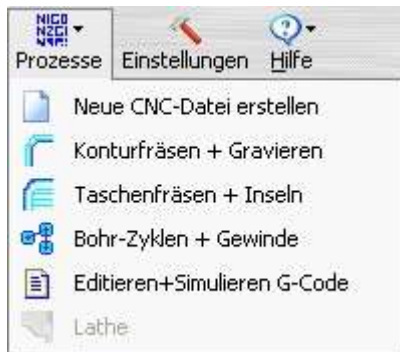 Prozesse Einstellungen Hilfe
Neue CNC-Datei erstellen
Konturfräsen + Gravieren
Taschenfräsen + Inseln
Bohr-Zyklen + Gewinde
Editieren+Simulieren G-Code
Lathe